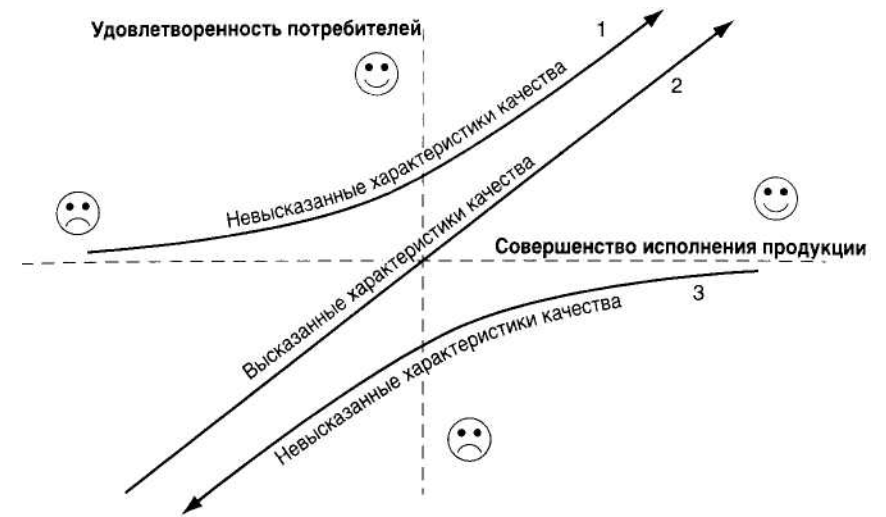 Удовлетворенность потребителей
1
2
Невысказанные характеристики качества
Высказанные характеристики качества
Совершенство исполнения продукции
3
Невысказанные характеристики качества